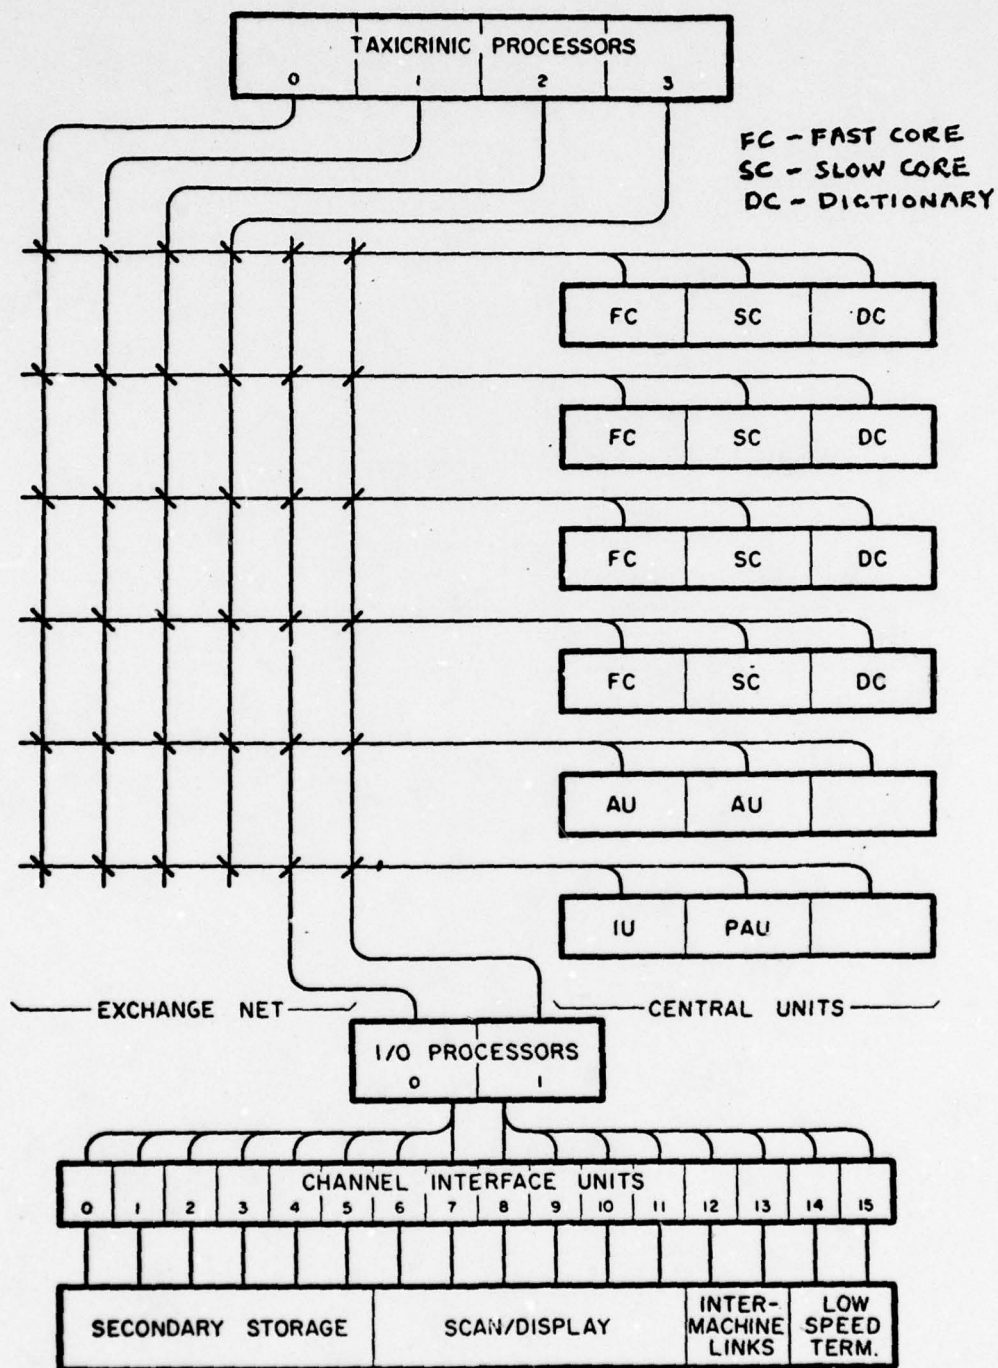 TAXICRINIC PROCESSORS
0 1 2 3
FC - FAST CORE
SC - SLOW CORE
DC - DICTIONARY
FC SC DC
FC SC DC
FC SC DC
FC SC DC
AU AU
IU PAU
EXCHANGE NET
CENTRAL UNITS
I/O PROCESSORS
0 1
CHANNEL INTERFACE UNITS
0 1 2 3 4 5 6 7 8 9 10 11 12 13 14 15
SECONDARY STORAGE
SCAN/DISPLAY
INTER-
MACHINE
LINKS
LOW
SPEED
TERM.